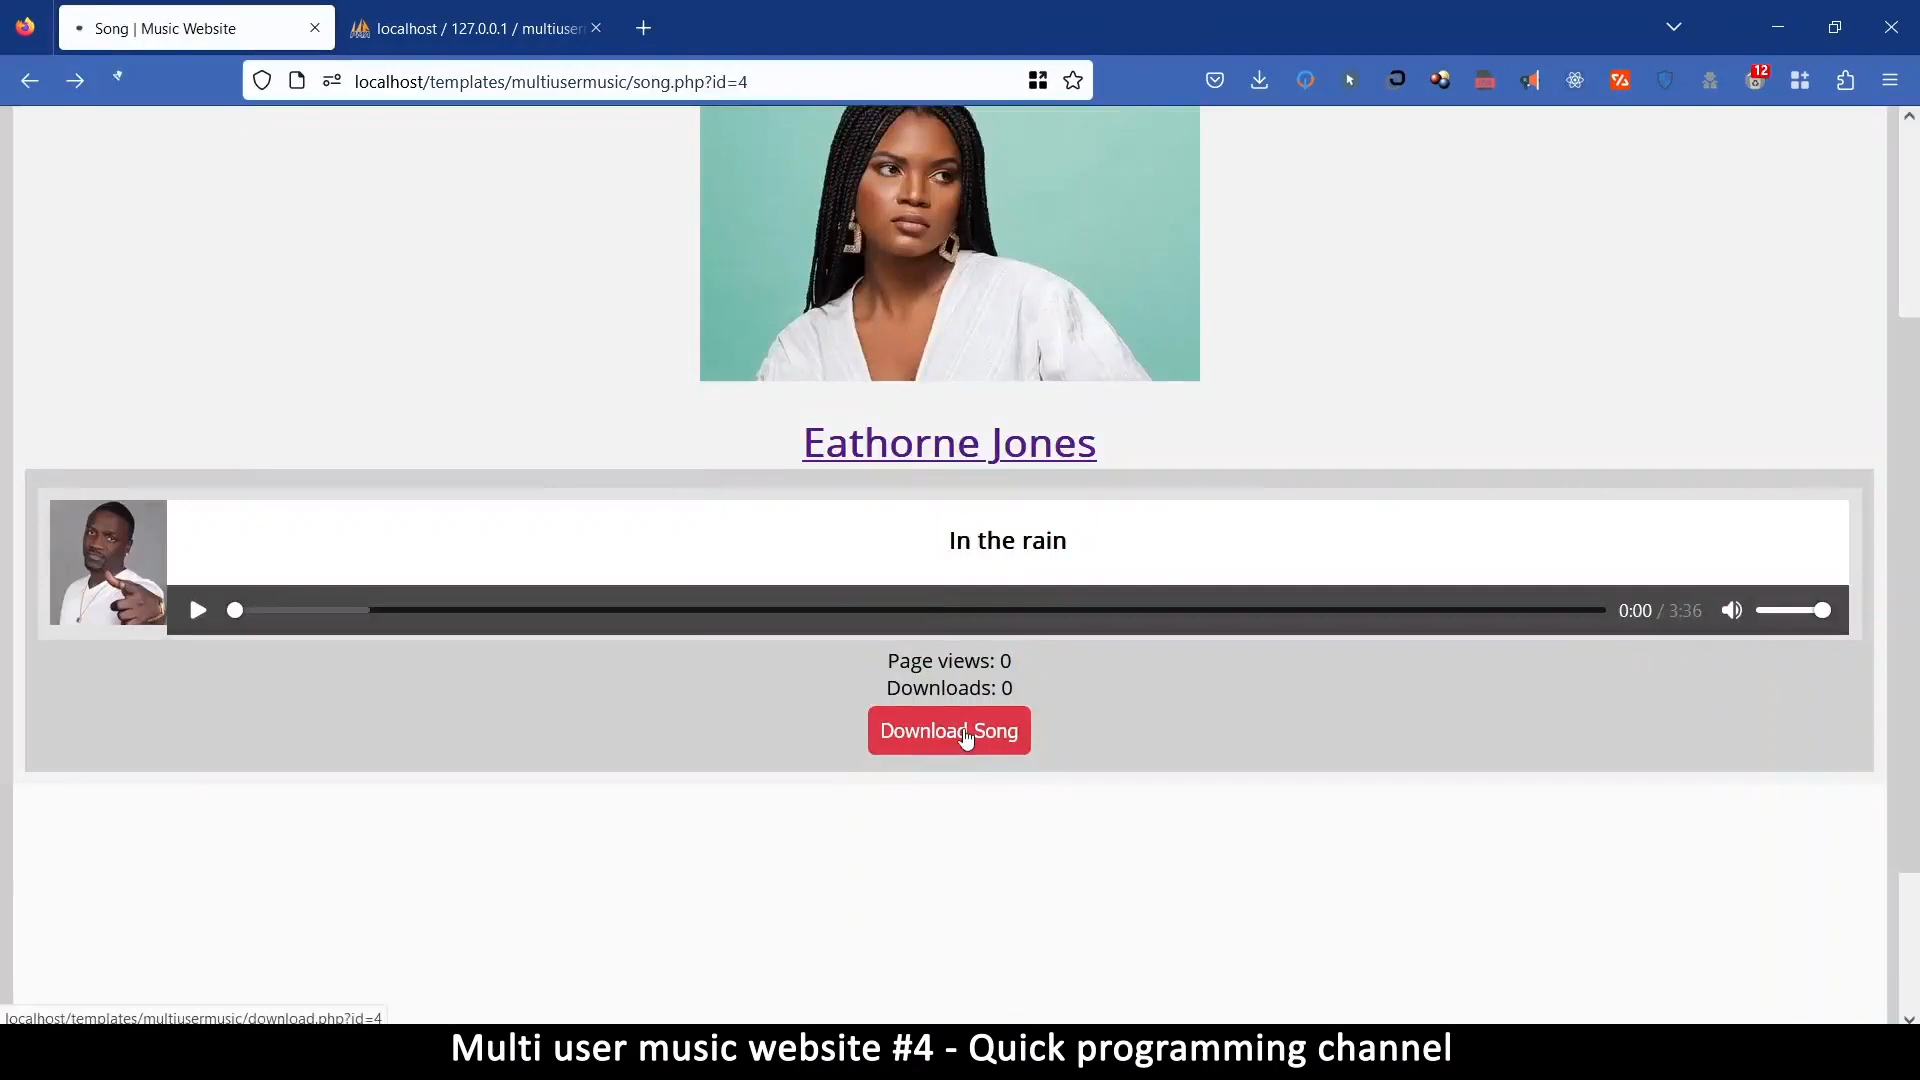 Song | Music Website
localhost / 127.0.0.1 / multiuser
localhost/templates/multiusermusic/song.php?id=4
12
Eathorne Jones
In the rain
0:00 / 3:36
Page views: 0
Downloads: 0
Download Song
localhost/templates/multiusermusic/download.php?id=4
Multi user music website #4 - Quick programming channel